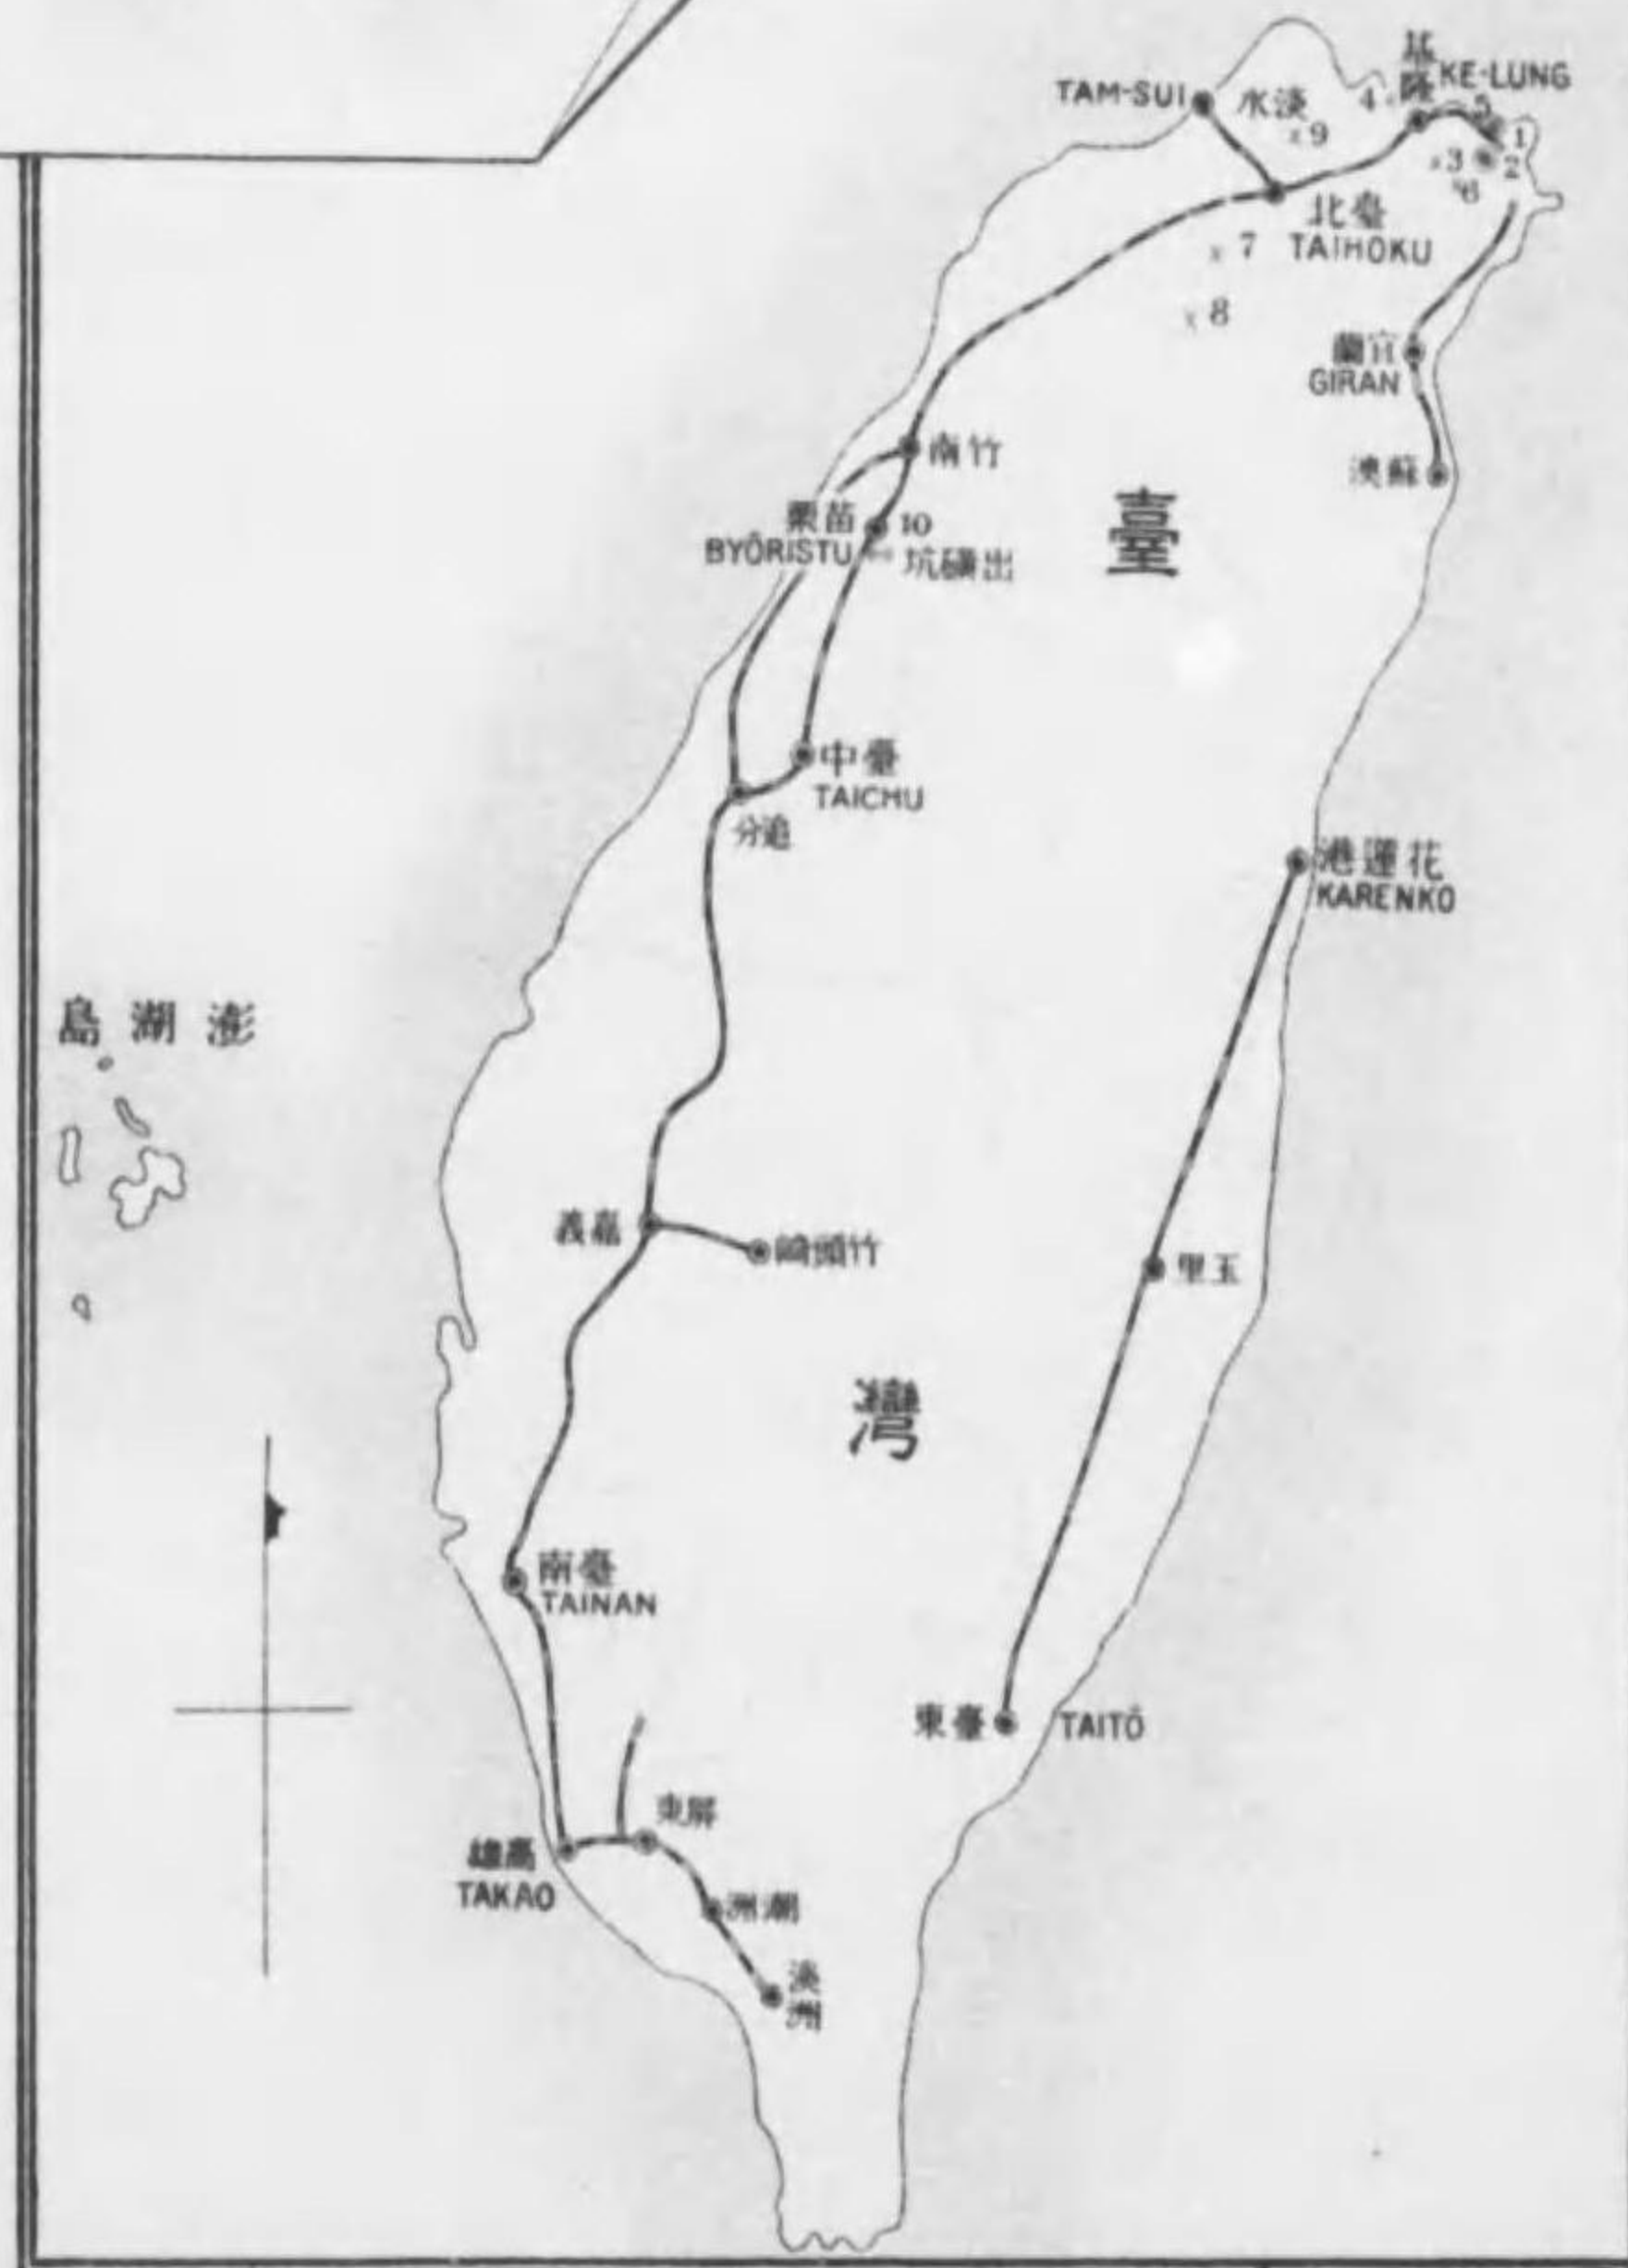 基隆
KE-LUNG
TAM-SUI
淡水
4
5
1
9
3
2
6
臺北
TAIHOKU
7
8
宜蘭
GIRAN
蘇澳
竹南
苗栗
10
BYŌRISTU
出礦坑
臺
臺中
TAICHU
追分
花蓮港
KARENKO
澎湖島
嘉義
竹頭崎
玉里
灣
臺南
TAINAN
臺東
TAITŌ
屏東
高雄
TAKAO
潮洲
溪洲